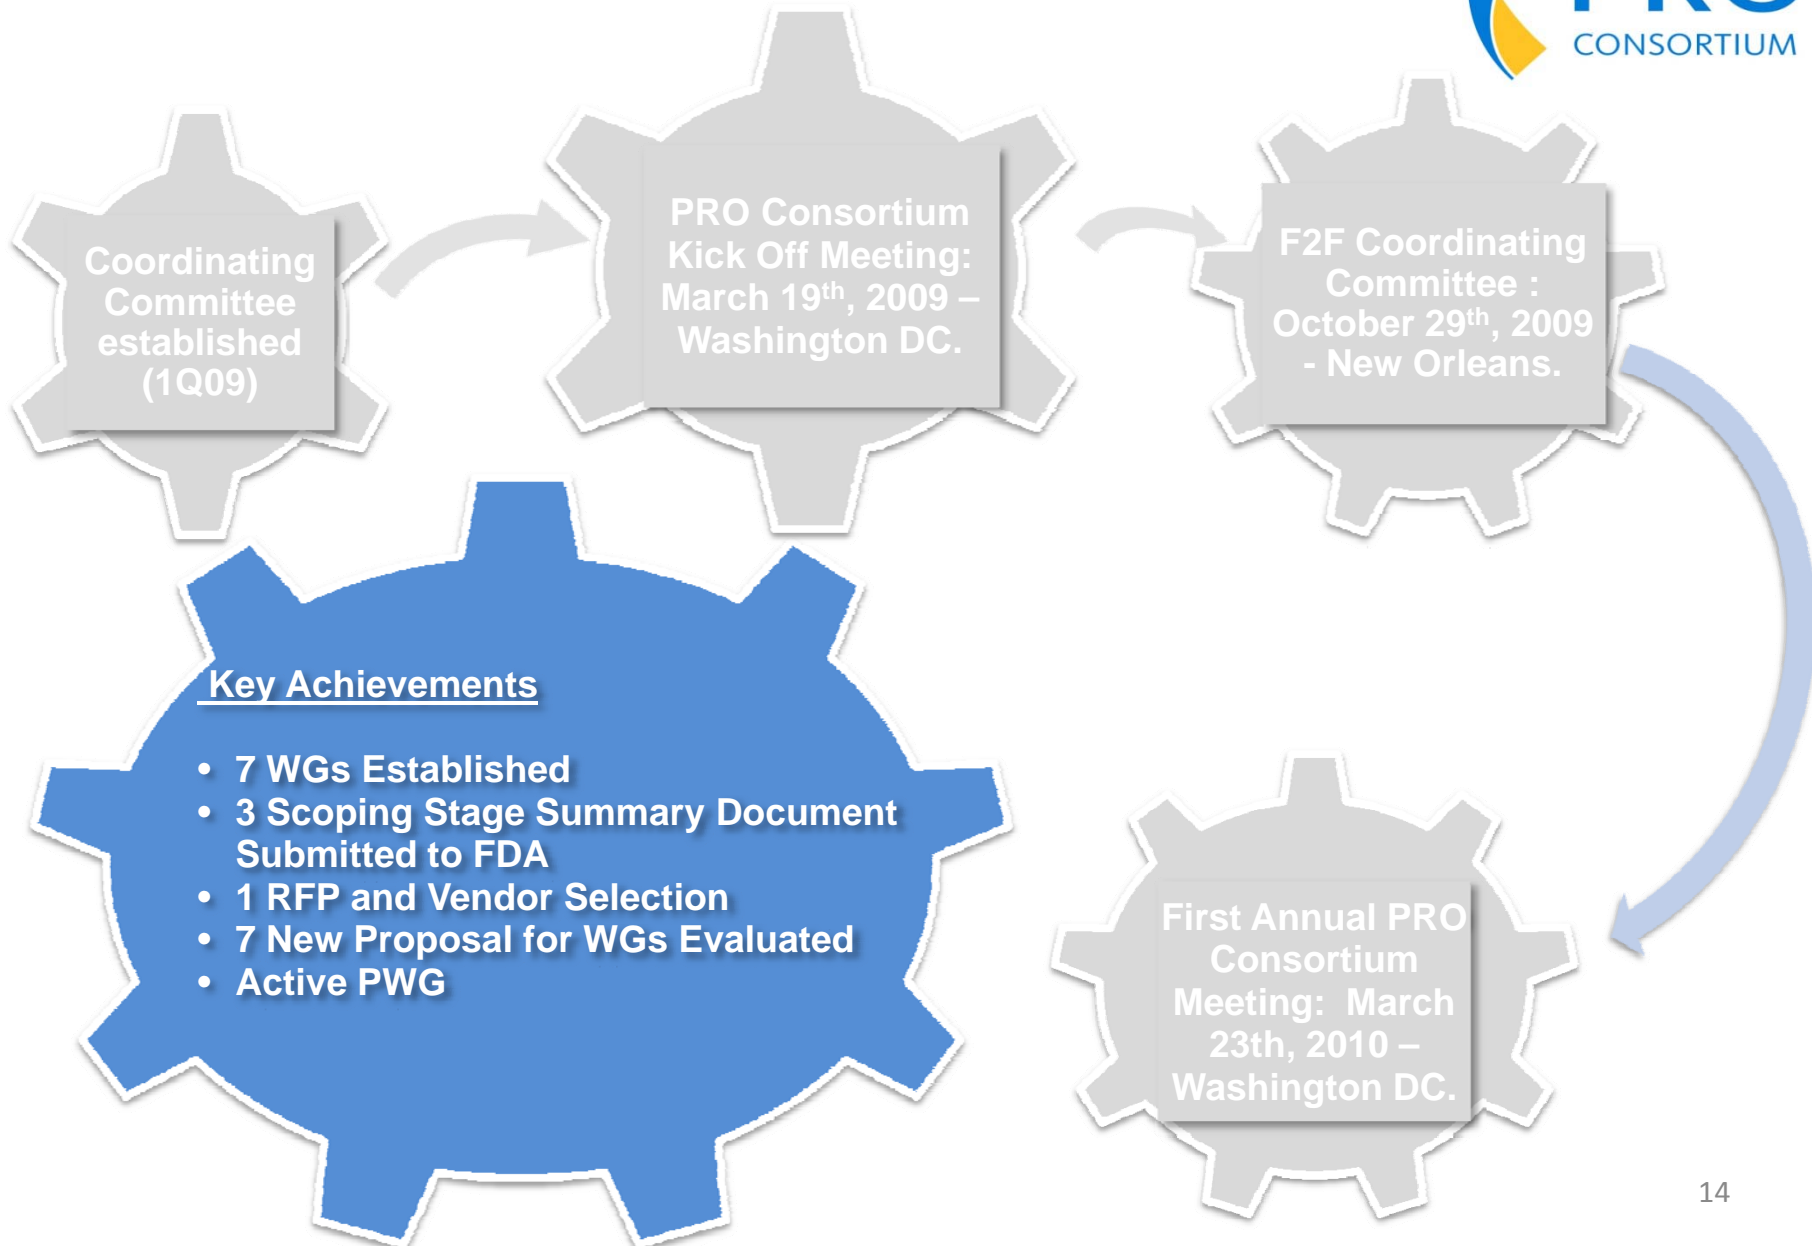 PRO
CONSORTIUM
Coordinating
Committee
established
(1Q09)
PRO Consortium
Kick Off Meeting:
March 19th, 2009 –
Washington DC.
F2F Coordinating
Committee :
October 29th, 2009
- New Orleans.
Key Achievements
• 7 WGs Established
• 3 Scoping Stage Summary Document
Submitted to FDA
• 1 RFP and Vendor Selection
• 7 New Proposal for WGs Evaluated
• Active PWG
First Annual PRO
Consortium
Meeting: March
23th, 2010 –
Washington DC.
14